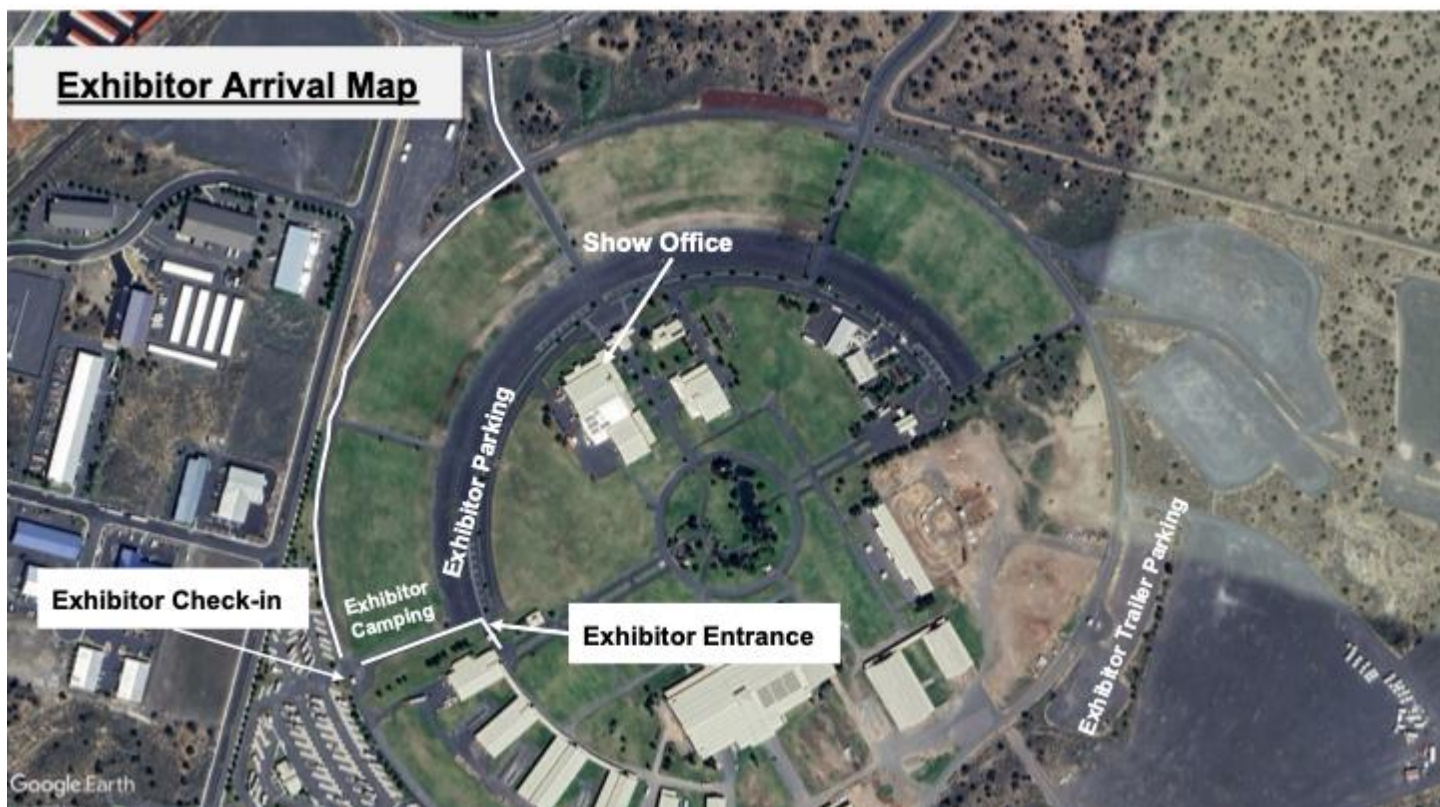 Exhibitor Arrival Map
Show Office
Exhibitor Parking
Exhibitor Check-in
Exhibitor
Camping
Exhibitor Entrance
Exhibitor Trailer Parking
Google Earth